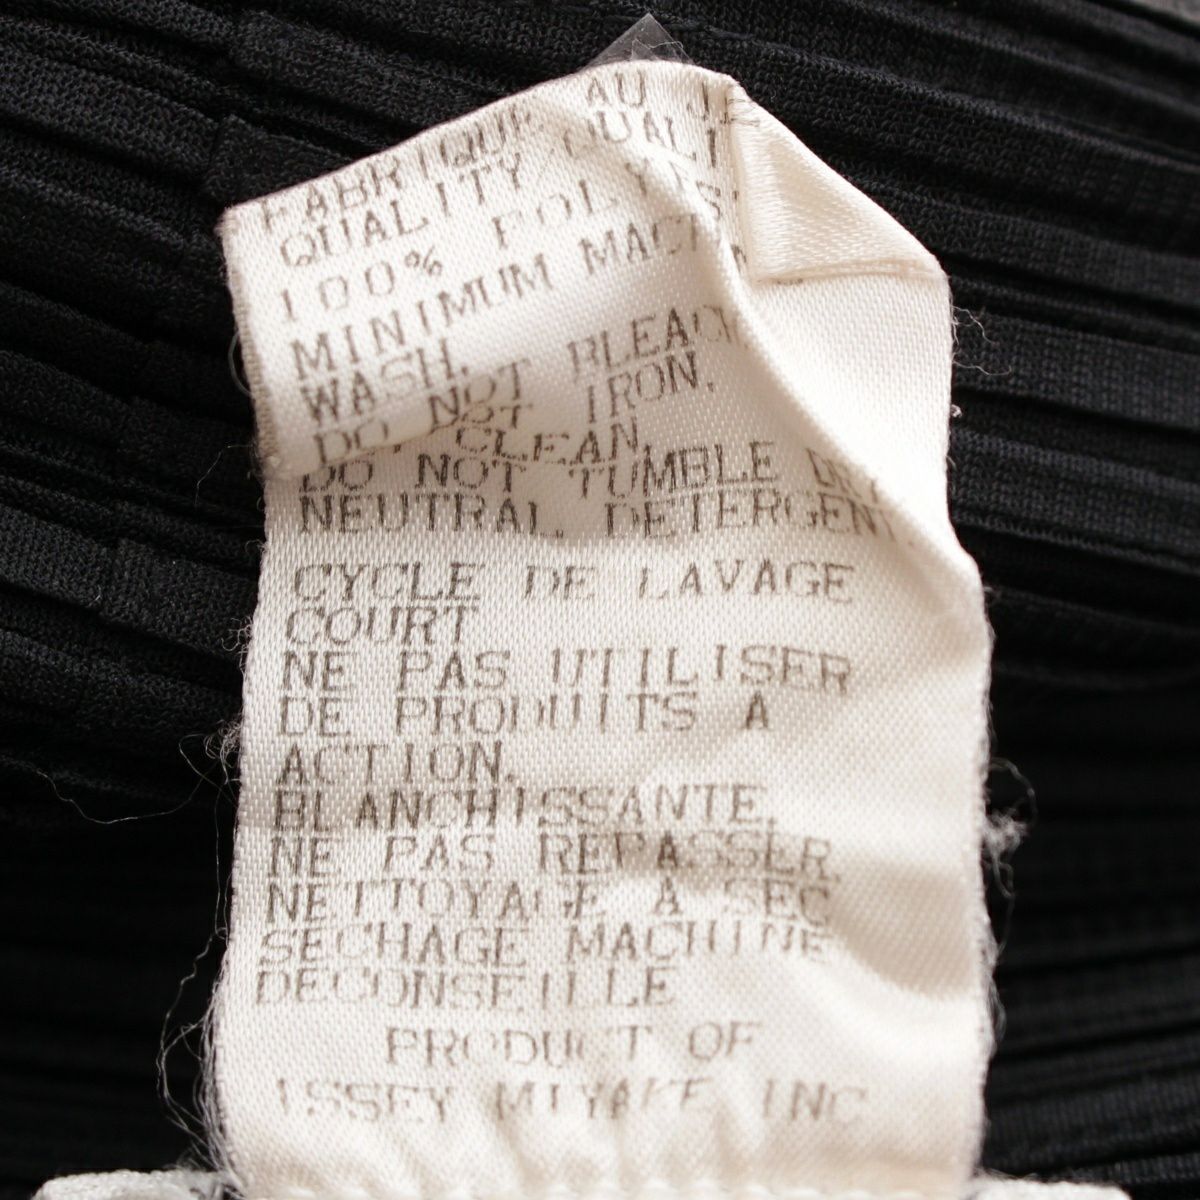 FABRIQUE AU
QUALITY/QUALI
100% POLYES
MINIMUM MAC
WASH.
DO NOT BLEACH
DO NOT IRON.
CLEAN.
DO NOT TUMBLE DRY.
NEUTRAL DETERGENT.
CYCLE DE LAVAGE
COURT
NE PAS UTILISER
DE PRODUITS A
ACTION.
BLANCHISSANTE.
NE PAS REPASSER.
NETTOYAGE A SEC
SECHAGE MACHINE
DECONSEILLE
PRODUCT OF
ISSEY MIYAKE INC